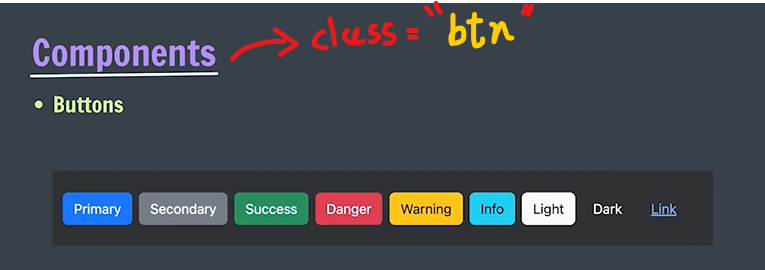 Components → class = "btn"
• Buttons
Primary Secondary Success Danger Warning Info Light Dark Link